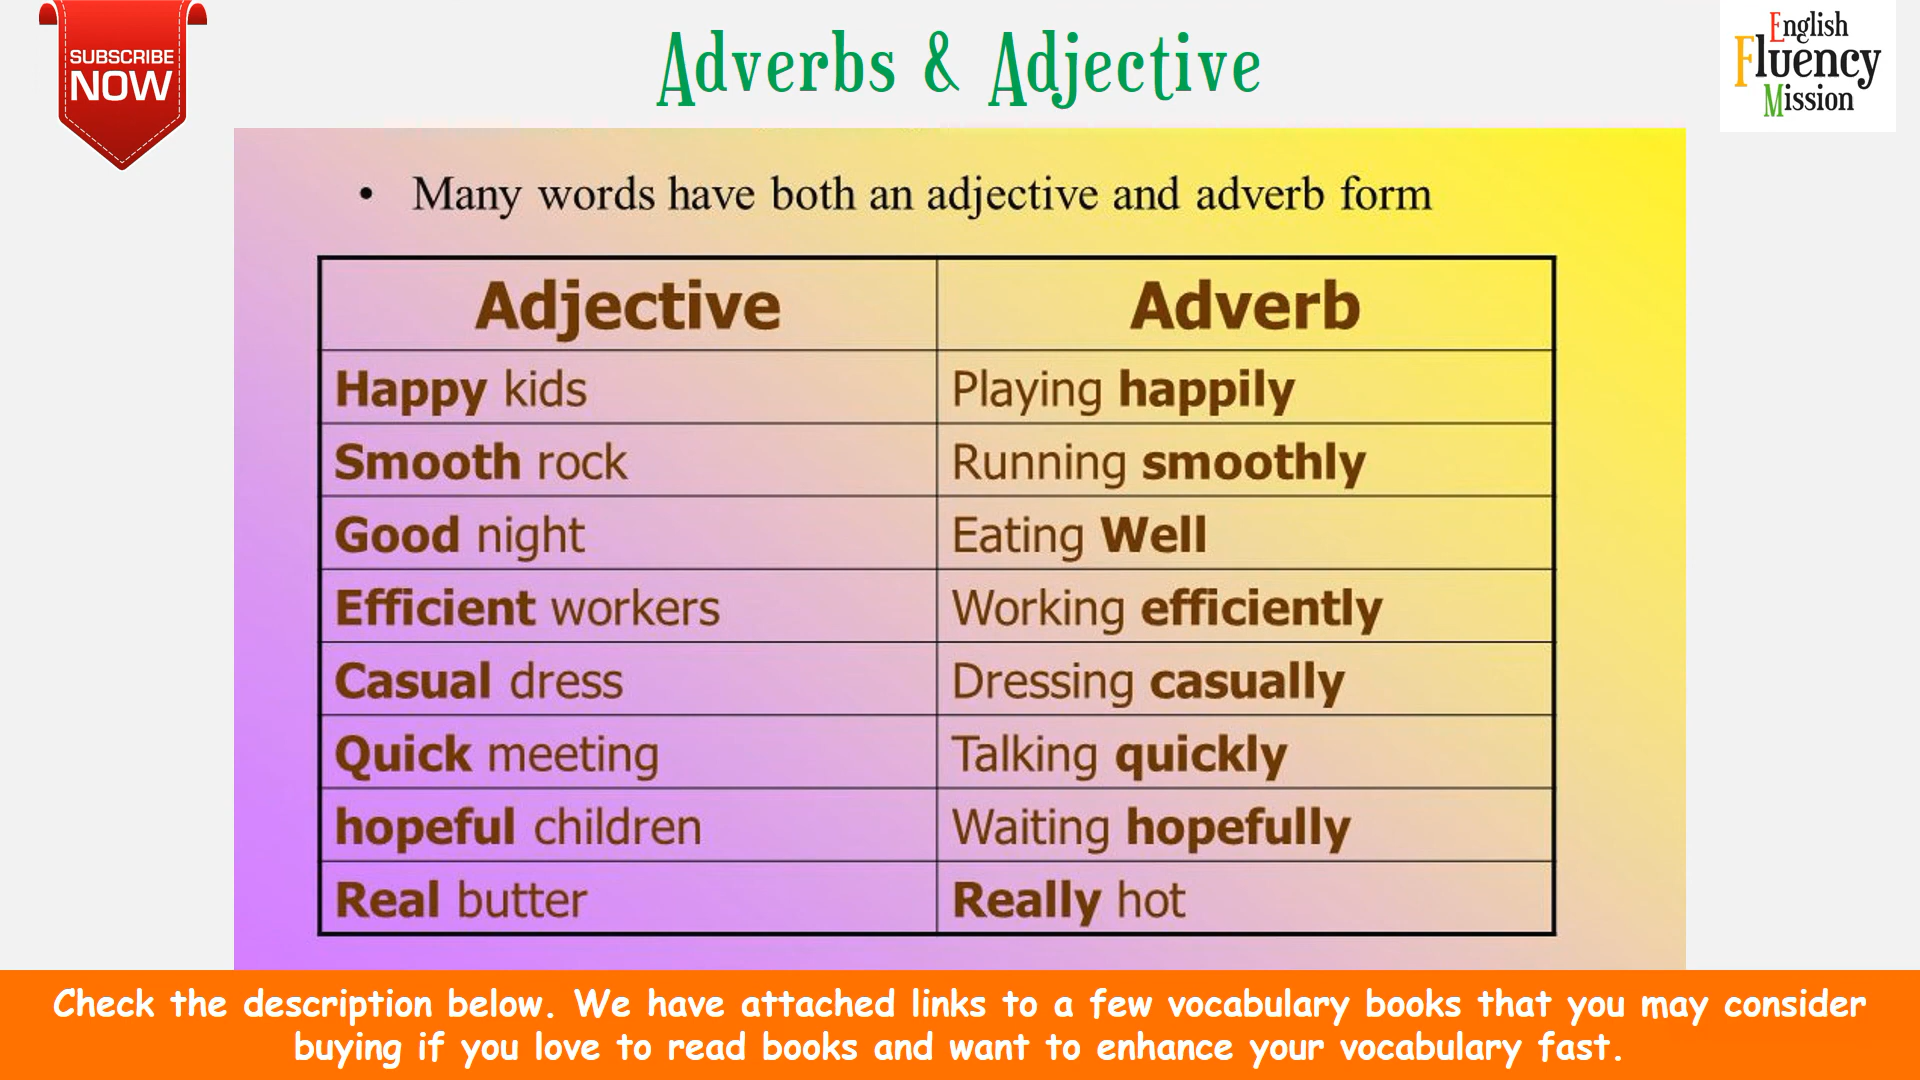 SUBSCRIBE
NOW
Adverbs & Adjective
English
Fluency
Mission
• Many words have both an adjective and adverb form
Adjective Adverb
Happy kids Playing happily
Smooth rock Running smoothly
Good night Eating Well
Efficient workers Working efficiently
Casual dress Dressing casually
Quick meeting Talking quickly
hopeful children Waiting hopefully
Real butter Really hot
Check the description below. We have attached links to a few vocabulary books that you may consider
buying if you love to read books and want to enhance your vocabulary fast.